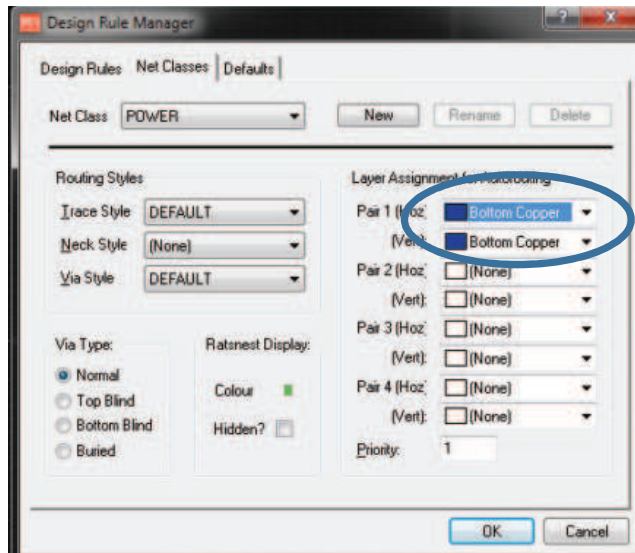 Design Rule Manager
Design Rules Net Classes Defaults
Net Class POWER New Rename Delete
Routing Styles
Trace Style DEFAULT
Neck Style (None)
Via Style DEFAULT
Via Type:
Normal
Top Blind
Bottom Blind
Buried
Ratsnest Display:
Colour
Hidden?
Layer Assignment for Autorouting
Pair 1 (Hoz) Bottom Copper
(Vert): Bottom Copper
Pair 2 (Hoz) (None)
(Vert): (None)
Pair 3 (Hoz) (None)
(Vert): (None)
Pair 4 (Hoz) (None)
(Vert): (None)
Priority: 1
OK Cancel